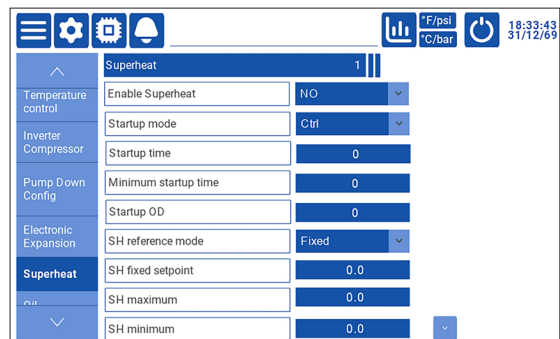 °F/psi
°C/bar
18:33:43
31/12/69
Superheat 1
Temperature
control
Inverter
Compressor
Pump Down
Config
Electronic
Expansion
Superheat
Oil
Enable Superheat NO
Startup mode Ctrl
Startup time 0
Minimum startup time 0
Startup OD 0
SH reference mode Fixed
SH fixed setpoint 0.0
SH maximum 0.0
SH minimum 0.0